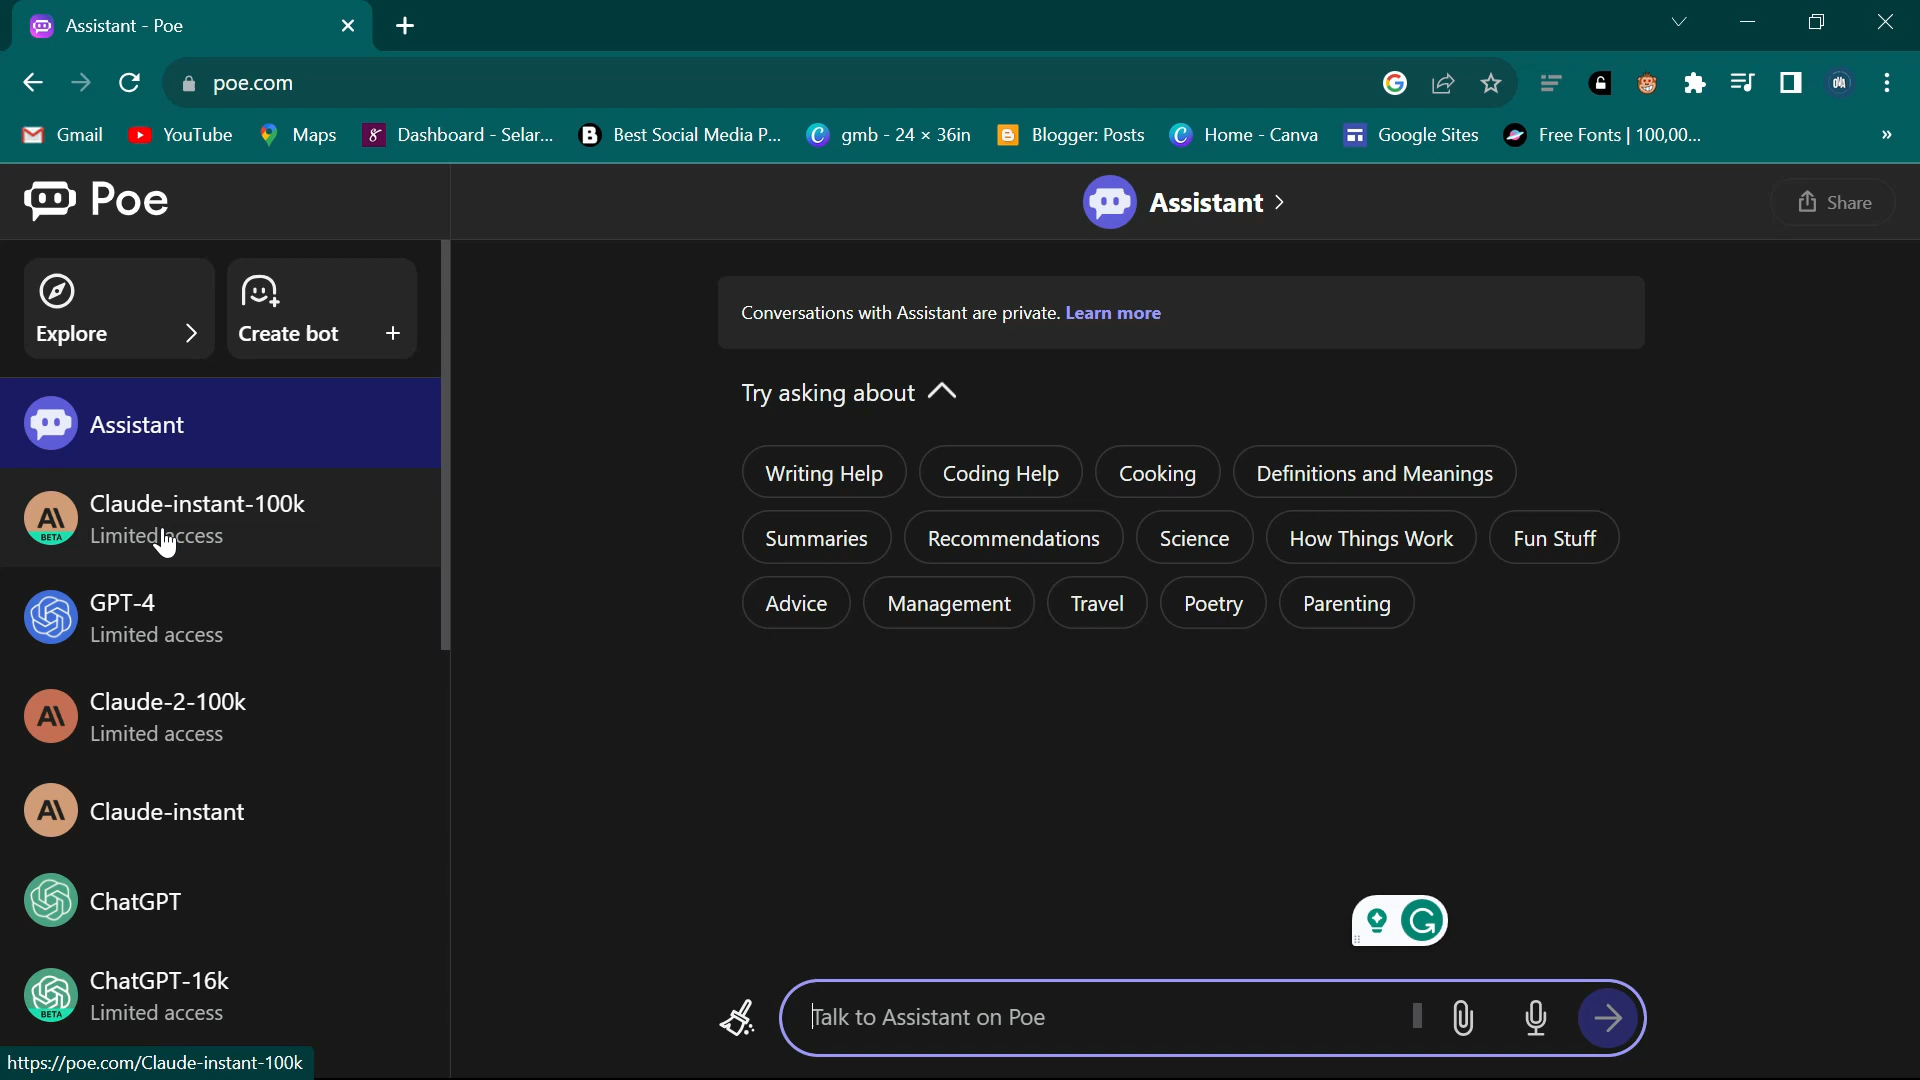 Assistant - Poe
poe.com
Gmail YouTube Maps Dashboard - Selar... Best Social Media P... gmb - 24 × 36in Blogger: Posts Home - Canva Google Sites Free Fonts | 100,00... »
Poe
Assistant
Share
Explore
Create bot
Conversations with Assistant are private. Learn more
Try asking about
Assistant
Writing Help Coding Help Cooking Definitions and Meanings
Claude-instant-100k
Limited access
BETA
Summaries Recommendations Science How Things Work Fun Stuff
Advice Management Travel Poetry Parenting
GPT-4
Limited access
Claude-2-100k
Limited access
Claude-instant
ChatGPT
ChatGPT-16k
Limited access
BETA
Talk to Assistant on Poe
https://poe.com/Claude-instant-100k